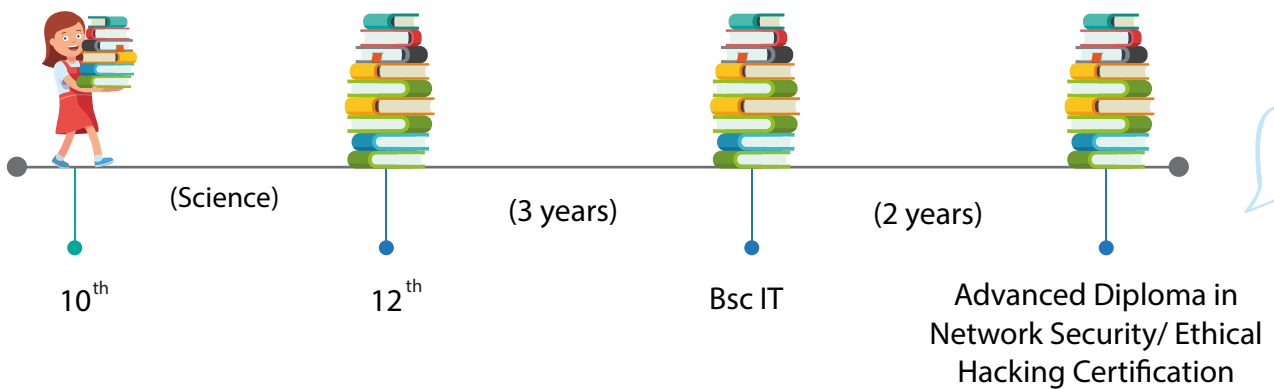 (Science)
(3 years)
(2 years)
10th
12th
Bsc IT
Advanced Diploma in
Network Security/ Ethical
Hacking Certification